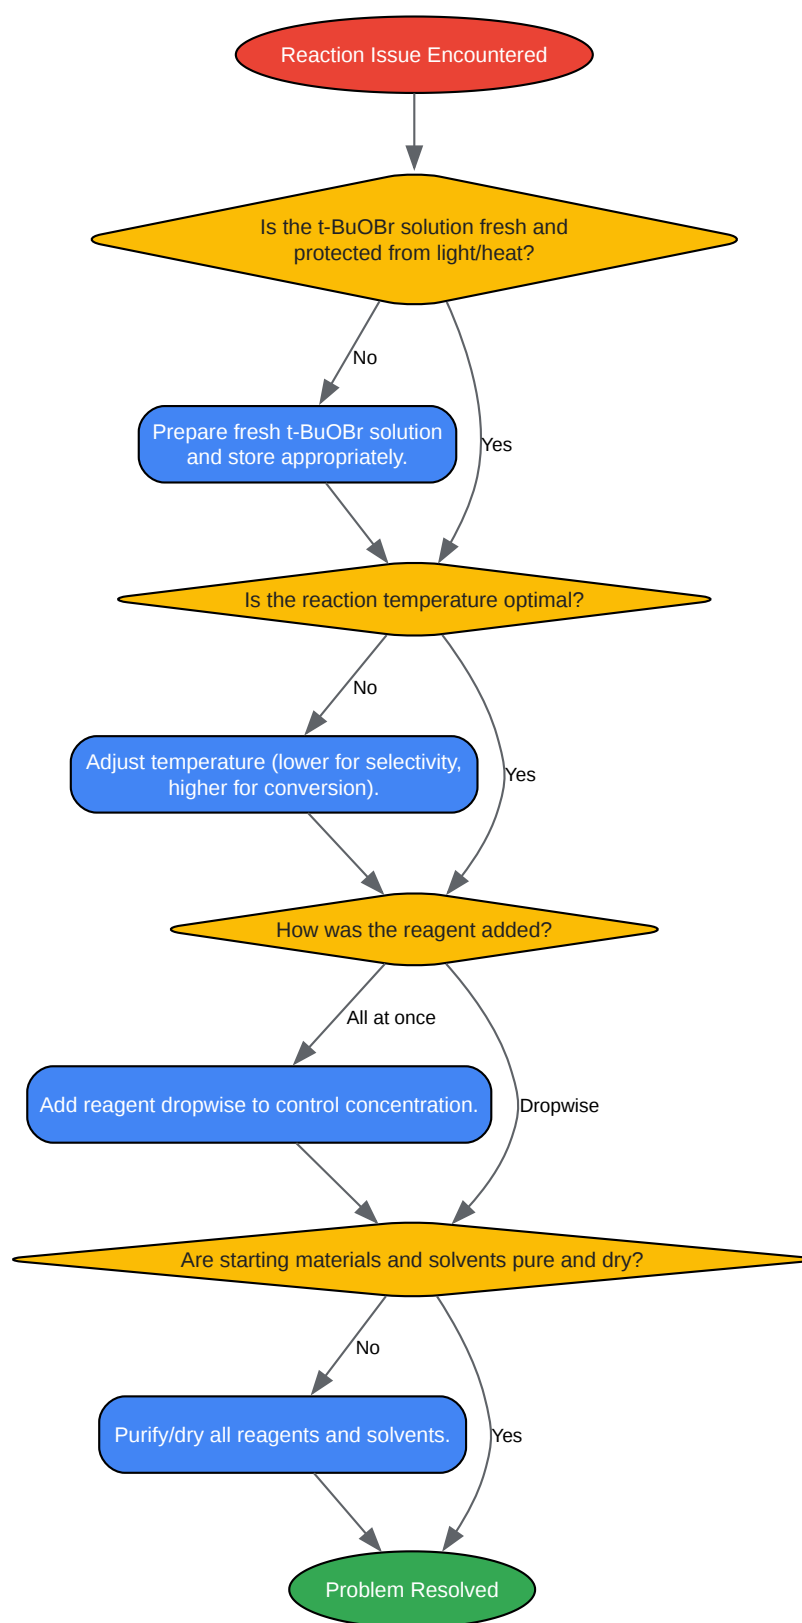 Reaction Issue Encountered
Is the t-BuOBr solution fresh and
protected from light/heat?
No
Prepare fresh t-BuOBr solution
and store appropriately.
Yes
Is the reaction temperature optimal?
No
Adjust temperature (lower for selectivity,
higher for conversion).
Yes
How was the reagent added?
All at once
Add reagent dropwise to control concentration.
Dropwise
Are starting materials and solvents pure and dry?
No
Purify/dry all reagents and solvents.
Yes
Problem Resolved